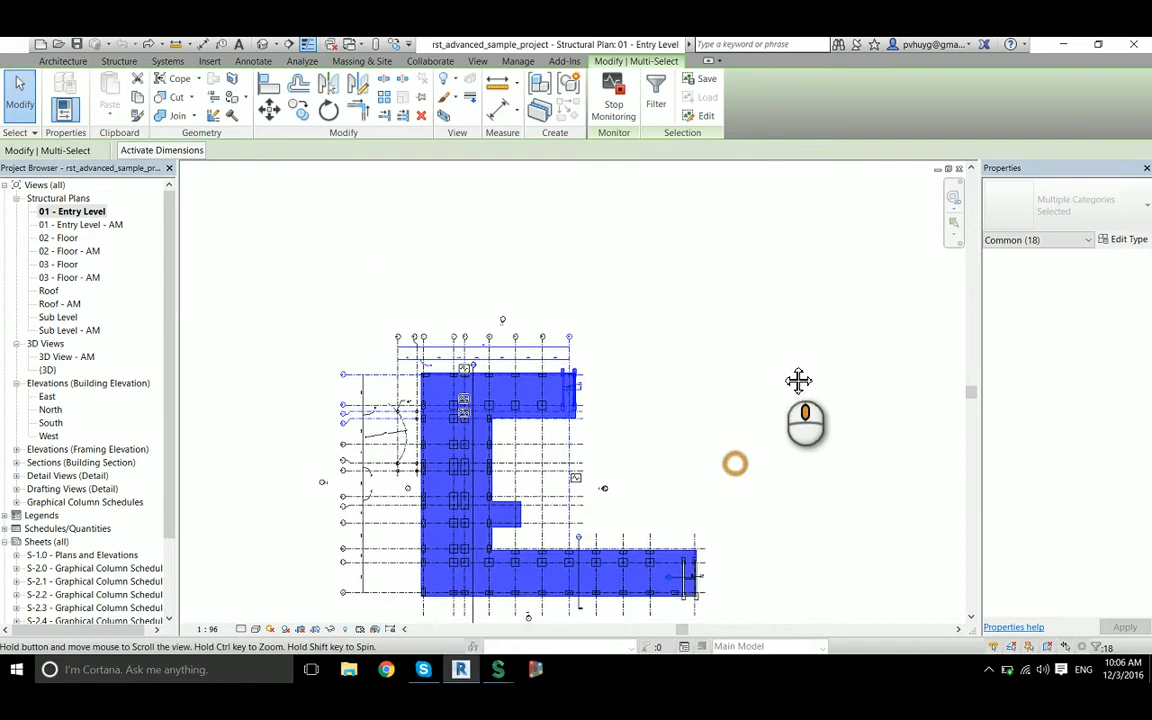 rst_advanced_sample_project - Structural Plan: 01 - Entry Level
Type a keyword or phrase
pvhuyg@gma...
Architecture Structure Systems Insert Annotate Analyze Massing & Site Collaborate View Manage Add-Ins Modify | Multi-Select
Modify
Paste
Cope
Cut
Join
Stop
Monitoring
Filter
Save
Load
Edit
Select Properties Clipboard Geometry Modify View Measure Create Monitor Selection
Modify | Multi-Select Activate Dimensions
Project Browser - rst_advanced_sample_pr...
Views (all)
Structural Plans
01 - Entry Level
01 - Entry Level - AM
02 - Floor
02 - Floor - AM
03 - Floor
03 - Floor - AM
Roof
Roof - AM
Sub Level
Sub Level - AM
3D Views
3D View - AM
{3D}
Elevations (Building Elevation)
East
North
South
West
Elevations (Framing Elevation)
Sections (Building Section)
Detail Views (Detail)
Drafting Views (Detail)
Graphical Column Schedules
Legends
Schedules/Quantities
Sheets (all)
S-1.0 - Plans and Elevations
S-2.0 - Graphical Column Schedul
S-2.1 - Graphical Column Schedul
S-2.2 - Graphical Column Schedul
S-2.3 - Graphical Column Schedul
S-2.4 - Graphical Column Schedul
Properties
Multiple Categories
Selected
Common (18)
Edit Type
Properties help
Apply
1 : 96
Hold button and move mouse to Scroll the view. Hold Ctrl key to Zoom. Hold Shift key to Spin.
:0
Main Model
:18
I'm Cortana. Ask me anything.
ENG
10:06 AM
12/3/2016